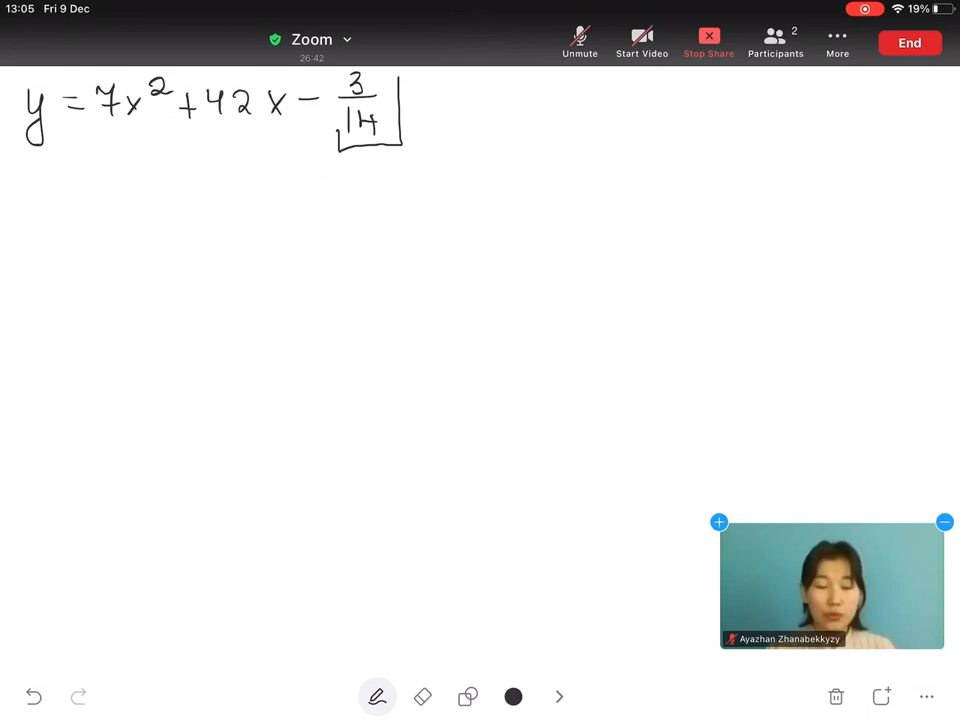 13:05 Fri 9 Dec
19%
Zoom
26:42
Unmute
Start Video
Stop Share
2
Participants
More
End
y = 7x² + 42x - 3/14
Ayazhan Zhanabekkyzy